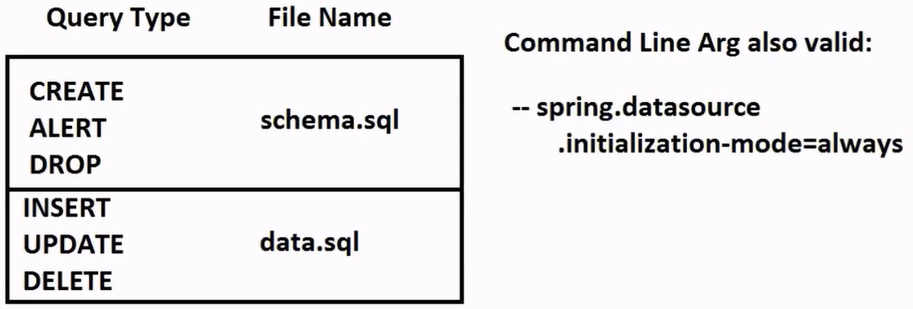 Query Type File Name
CREATE
ALERT
DROP
schema.sql
INSERT
UPDATE
DELETE
data.sql
Command Line Arg also valid:
-- spring.datasource
.initialization-mode=always